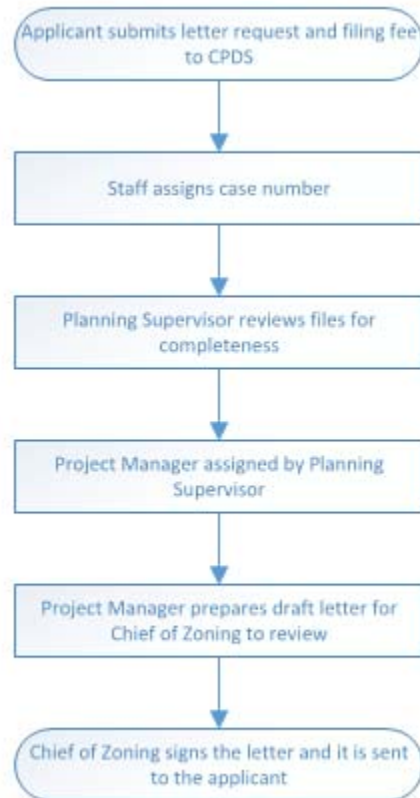 Applicant submits letter request and filing fee
to CPDS
Staff assigns case number
Planning Supervisor reviews files for
completeness
Project Manager assigned by Planning
Supervisor
Project Manager prepares draft letter for
Chief of Zoning to review
Chief of Zoning signs the letter and it is sent
to the applicant